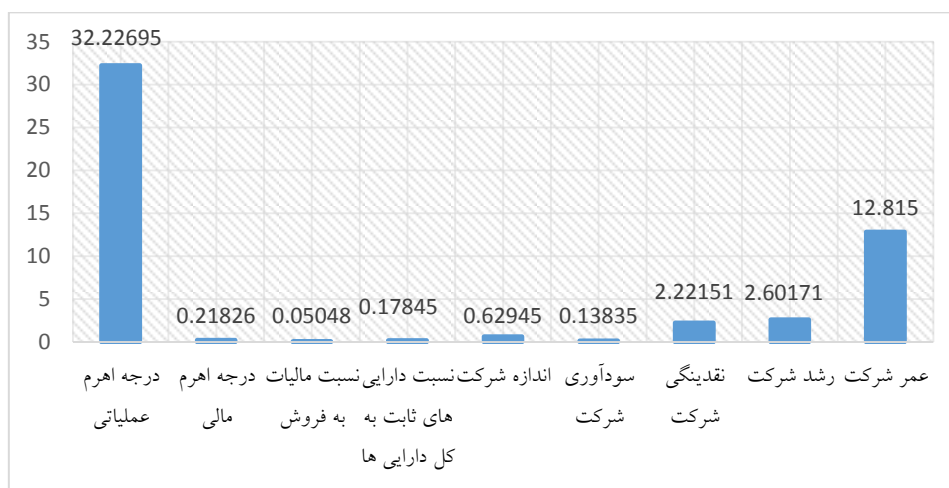 35
30
25
20
15
10
5
0
32.22695
0.21826
0.05048
0.17845
0.62945
0.13835
2.22151
2.60171
12.815
درجه اهرم
عملیاتی
درجه اهرم
مالی
نسبت مالیات
به فروش
نسبت دارایی
های ثابت به
کل دارایی ها
اندازه شرکت
سودآوری
شرکت
نقدینگی
شرکت
رشد شرکت
عمر شرکت